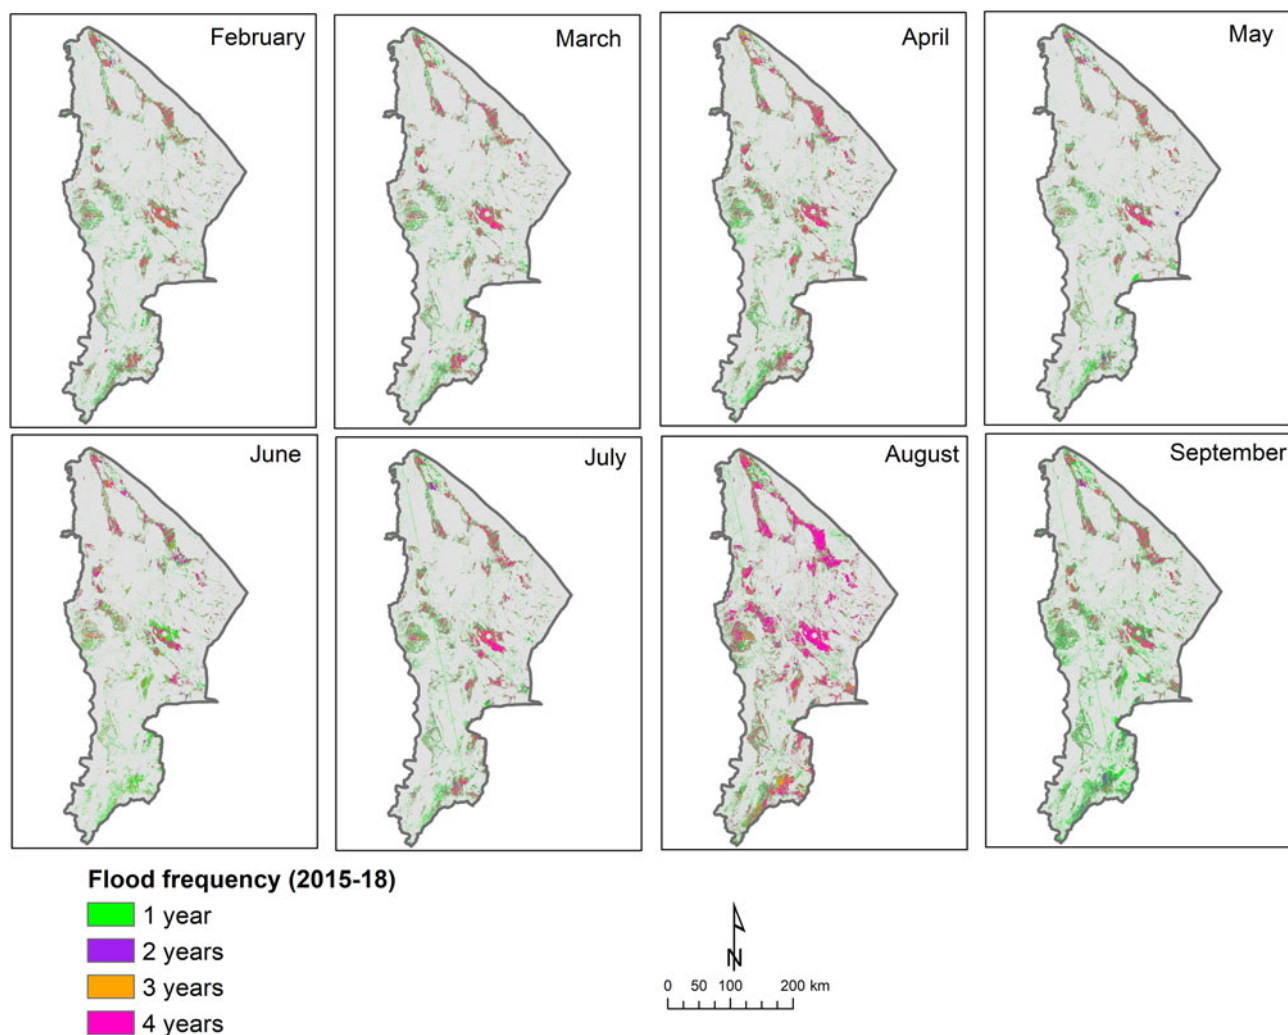 February
March
April
May
June
July
August
September
Flood frequency (2015-18)
1 year
2 years
3 years
4 years
N
0 50 100 200 km